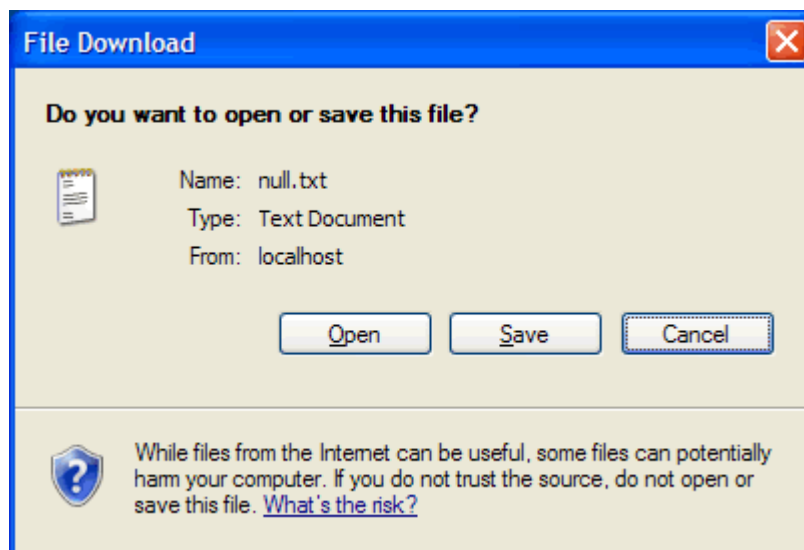 File Download
Do you want to open or save this file?
Name: null.txt
Type: Text Document
From: localhost
Open Save Cancel
While files from the Internet can be useful, some files can potentially
harm your computer. If you do not trust the source, do not open or
save this file. What's the risk?